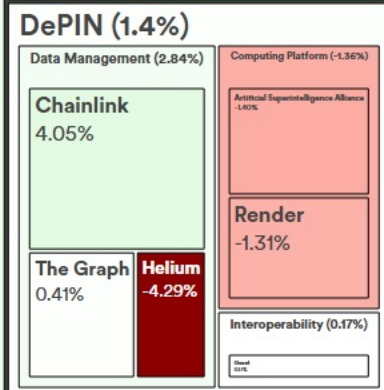 DePIN (1.4%)
Data Management (2.84%)
Chainlink
4.05%
The Graph
0.41%
Helium
-4.29%
Computing Platform (-1.36%)
Artificial Superintelligence Alliance
-1.40%
Render
-1.31%
Interoperability (0.17%)